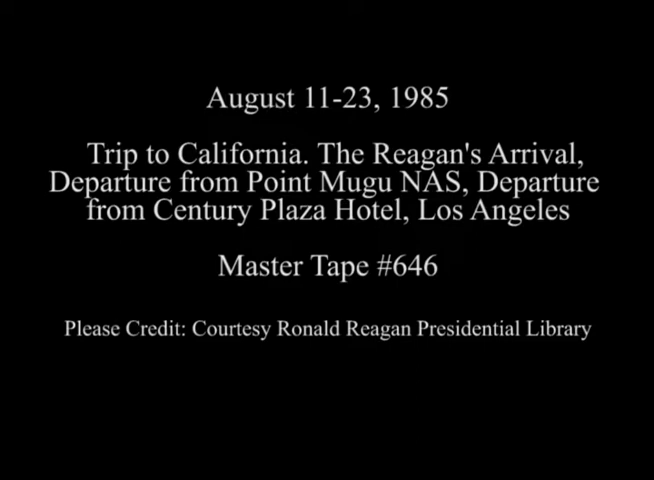 August 11-23, 1985
Trip to California. The Reagan's Arrival,
Departure from Point Mugu NAS, Departure
from Century Plaza Hotel, Los Angeles
Master Tape #646
Please Credit: Courtesy Ronald Reagan Presidential Library